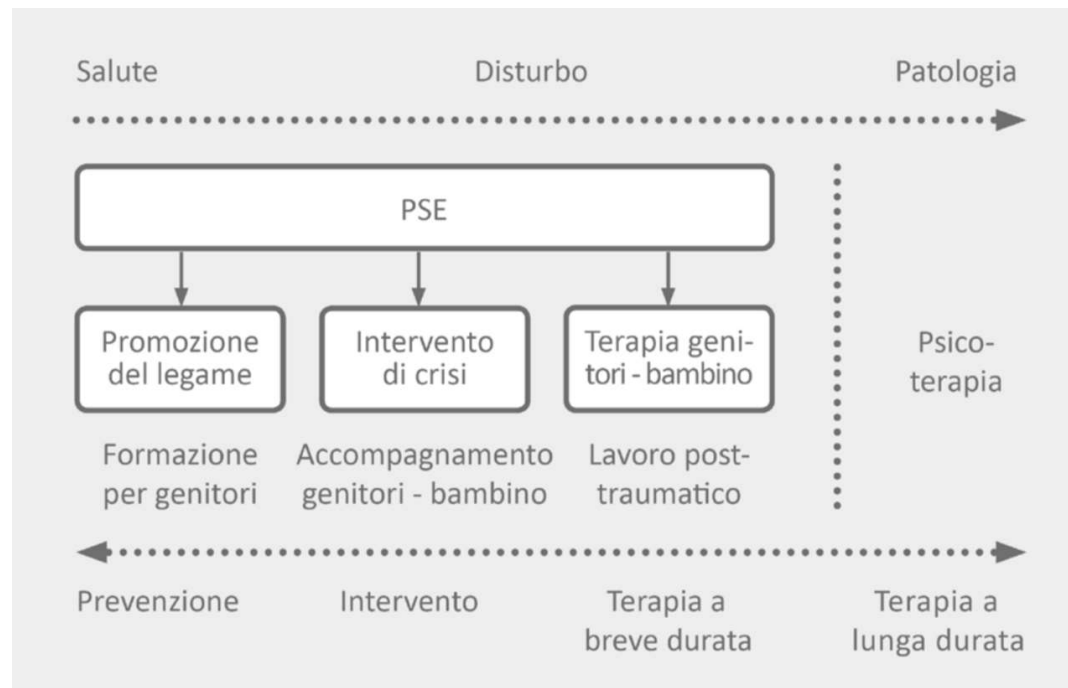 Salute
Disturbo
Patologia
PSE
Promozione
del legame
Intervento
di crisi
Terapia geni-
tori - bambino
Psico-
terapia
Formazione
per genitori
Accompagnamento
genitori - bambino
Lavoro post-
traumatico
Prevenzione
Intervento
Terapia a
breve durata
Terapia a
lunga durata